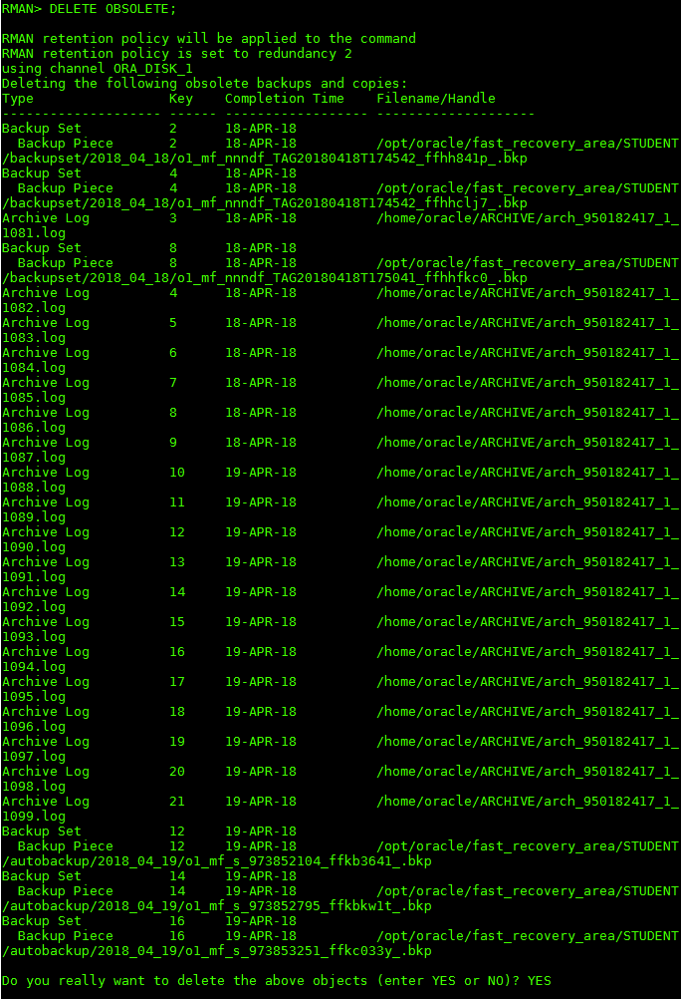 RMAN> DELETE OBSOLETE;
RMAN retention policy will be applied to the command
RMAN retention policy is set to redundancy 2
using channel ORA_DISK_1
Deleting the following obsolete backups and copies:
Type                 Key    Completion Time    Filename/Handle
-------------------- ------ ------------------ --------------------
Backup Set           2      18-APR-18
  Backup Piece       2      18-APR-18          /opt/oracle/fast_recovery_area/STUDENT
/backupset/2018_04_18/o1_mf_nnndf_TAG20180418T174542_ffhh841p_.bkp
Backup Set           4      18-APR-18
  Backup Piece       4      18-APR-18          /opt/oracle/fast_recovery_area/STUDENT
/backupset/2018_04_18/o1_mf_nnndf_TAG20180418T174542_ffhhclj7_.bkp
Archive Log          3      18-APR-18          /home/oracle/ARCHIVE/arch_950182417_1_
1081.log
Backup Set           8      18-APR-18
  Backup Piece       8      18-APR-18          /opt/oracle/fast_recovery_area/STUDENT
/backupset/2018_04_18/o1_mf_nnndf_TAG20180418T175041_ffhhfkc0_.bkp
Archive Log          4      18-APR-18          /home/oracle/ARCHIVE/arch_950182417_1_
1082.log
Archive Log          5      18-APR-18          /home/oracle/ARCHIVE/arch_950182417_1_
1083.log
Archive Log          6      18-APR-18          /home/oracle/ARCHIVE/arch_950182417_1_
1084.log
Archive Log          7      18-APR-18          /home/oracle/ARCHIVE/arch_950182417_1_
1085.log
Archive Log          8      18-APR-18          /home/oracle/ARCHIVE/arch_950182417_1_
1086.log
Archive Log          9      18-APR-18          /home/oracle/ARCHIVE/arch_950182417_1_
1087.log
Archive Log          10     19-APR-18          /home/oracle/ARCHIVE/arch_950182417_1_
1088.log
Archive Log          11     19-APR-18          /home/oracle/ARCHIVE/arch_950182417_1_
1089.log
Archive Log          12     19-APR-18          /home/oracle/ARCHIVE/arch_950182417_1_
1090.log
Archive Log          13     19-APR-18          /home/oracle/ARCHIVE/arch_950182417_1_
1091.log
Archive Log          14     19-APR-18          /home/oracle/ARCHIVE/arch_950182417_1_
1092.log
Archive Log          15     19-APR-18          /home/oracle/ARCHIVE/arch_950182417_1_
1093.log
Archive Log          16     19-APR-18          /home/oracle/ARCHIVE/arch_950182417_1_
1094.log
Archive Log          17     19-APR-18          /home/oracle/ARCHIVE/arch_950182417_1_
1095.log
Archive Log          18     19-APR-18          /home/oracle/ARCHIVE/arch_950182417_1_
1096.log
Archive Log          19     19-APR-18          /home/oracle/ARCHIVE/arch_950182417_1_
1097.log
Archive Log          20     19-APR-18          /home/oracle/ARCHIVE/arch_950182417_1_
1098.log
Archive Log          21     19-APR-18          /home/oracle/ARCHIVE/arch_950182417_1_
1099.log
Backup Set           12     19-APR-18
  Backup Piece       12     19-APR-18          /opt/oracle/fast_recovery_area/STUDENT
/autobackup/2018_04_19/o1_mf_s_973852104_ffkb3641_.bkp
Backup Set           14     19-APR-18
  Backup Piece       14     19-APR-18          /opt/oracle/fast_recovery_area/STUDENT
/autobackup/2018_04_19/o1_mf_s_973852795_ffkbkw1t_.bkp
Backup Set           16     19-APR-18
  Backup Piece       16     19-APR-18          /opt/oracle/fast_recovery_area/STUDENT
/autobackup/2018_04_19/o1_mf_s_973853251_ffkc033y_.bkp
Do you really want to delete the above objects (enter YES or NO)? YES